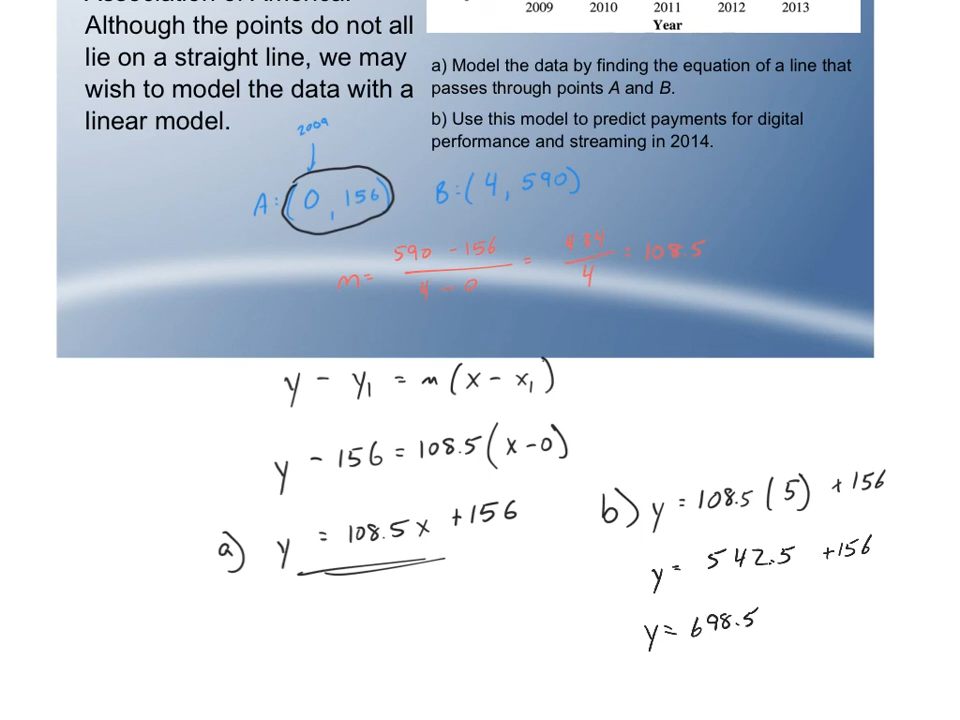 Although the points do not all
lie on a straight line, we may
wish to model the data with a
linear model.
2009 2010 2011 2012 2013
Year
a) Model the data by finding the equation of a line that
passes through points A and B.
b) Use this model to predict payments for digital
performance and streaming in 2014.
2009
A: (0, 156) B: (4, 590)
m = 590 - 156 / 4 - 0 = 434 / 4 = 108.5
y - y₁ = m(x - x₁)
y - 156 = 108.5(x - 0)
a) y = 108.5x + 156
b) y = 108.5(5) + 156
y = 542.5 + 156
y = 698.5